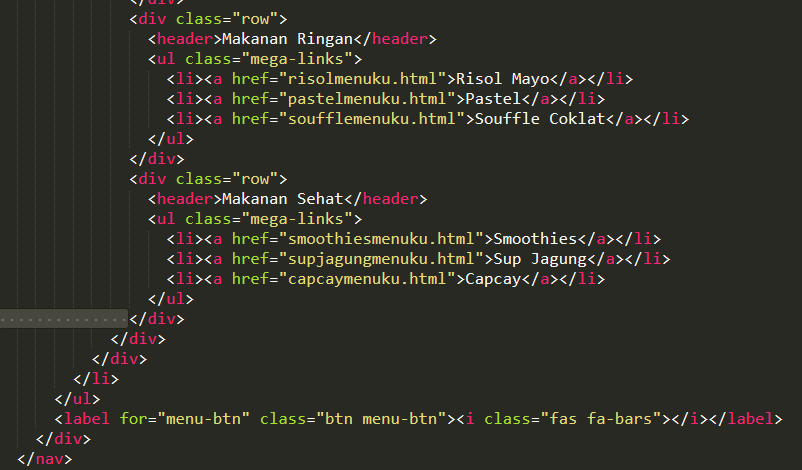 </div>
<div class="row">
<header>Makanan Ringan</header>
<ul class="mega-links">
<li><a href="risolmenuku.html">Risol Mayo</a></li>
<li><a href="pastelmenuku.html">Pastel</a></li>
<li><a href="soufflemenuku.html">Souffle Coklat</a></li>
</ul>
</div>
<div class="row">
<header>Makanan Sehat</header>
<ul class="mega-links">
<li><a href="smoothiesmenuku.html">Smoothies</a></li>
<li><a href="supjagungmenuku.html">Sup Jagung</a></li>
<li><a href="capcaymenuku.html">Capcay</a></li>
</ul>
</div>
</div>
</div>
</li>
</ul>
<label for="menu-btn" class="btn menu-btn"><i class="fas fa-bars"></i></label>
</div>
</nav>